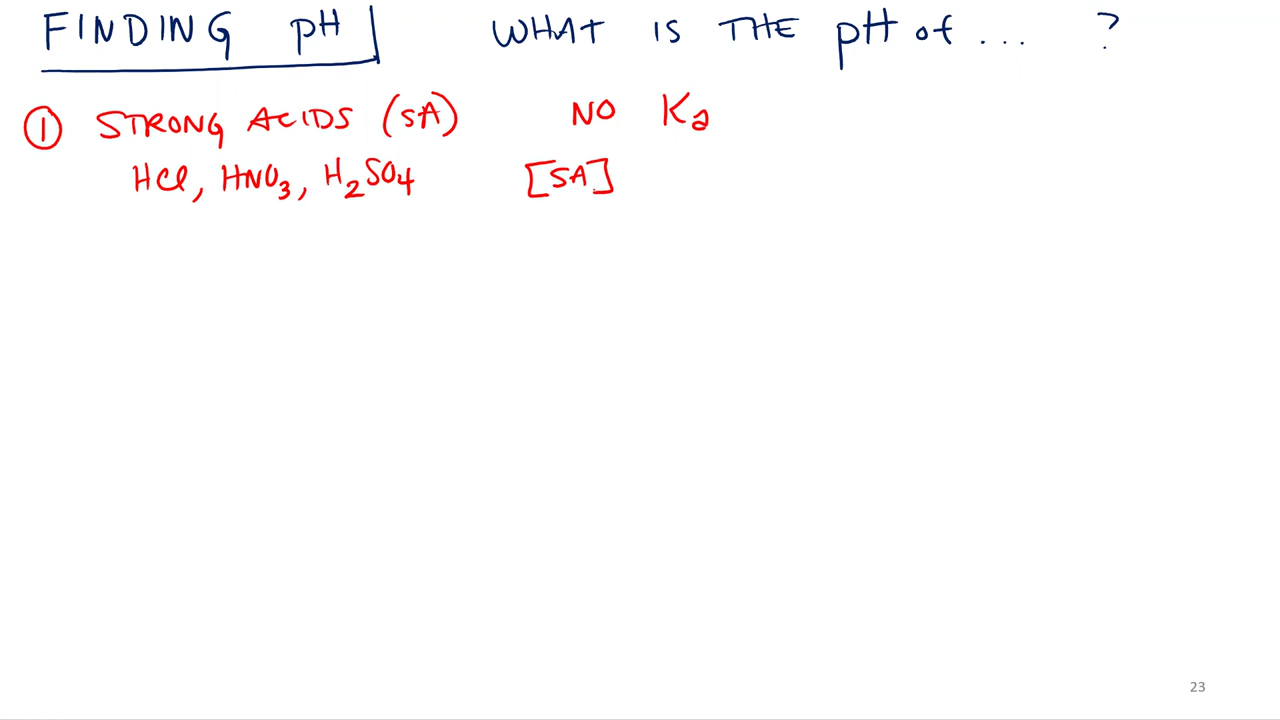 FINDING pH WHAT IS THE pH of ... ?
① STRONG ACIDS (SA) NO Ka
HCl, HNO₃, H₂SO₄ [SA]
23